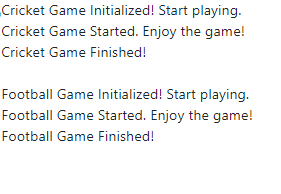 Cricket Game Initialized! Start playing.
Cricket Game Started. Enjoy the game!
Cricket Game Finished!

Football Game Initialized! Start playing.
Football Game Started. Enjoy the game!
Football Game Finished!